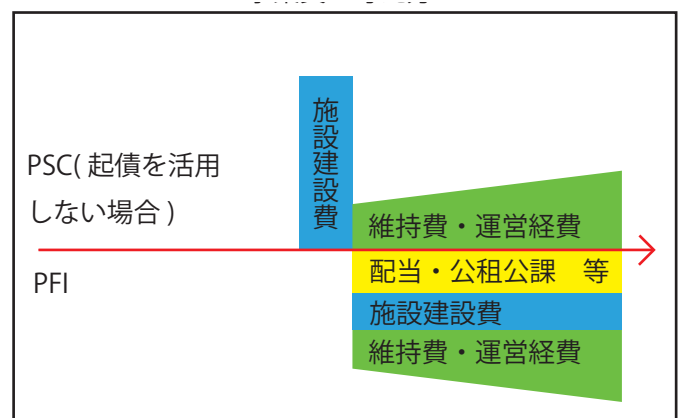 PSC( 起債を活用
しない場合 )
施設建設費
維持費・運営経費
PFI
配当・公租公課　等
施設建設費
維持費・運営経費